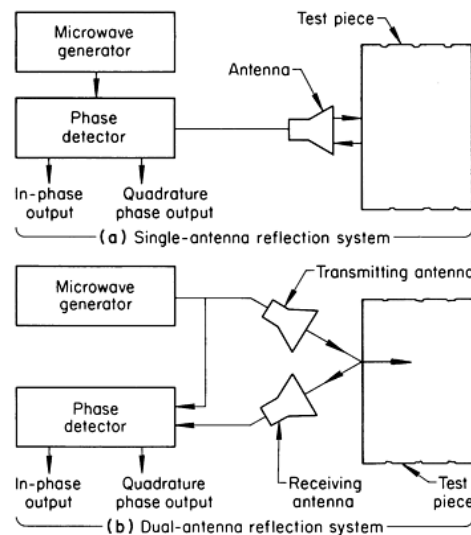 Microwave
generator
Test piece
Antenna
Phase
detector
In-phase
output
Quadrature
phase output
(a) Single-antenna reflection system
Microwave
generator
Transmitting antenna
Phase
detector
In-phase
output
Quadrature
phase output
Receiving
antenna
Test
piece
(b) Dual-antenna reflection system